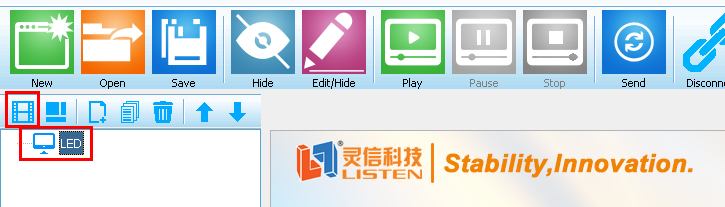 New Open Save Hide Edit/Hide Play Pause Stop Send Disconne
LED
® 灵信科技
LISTEN
Stability,Innovation.